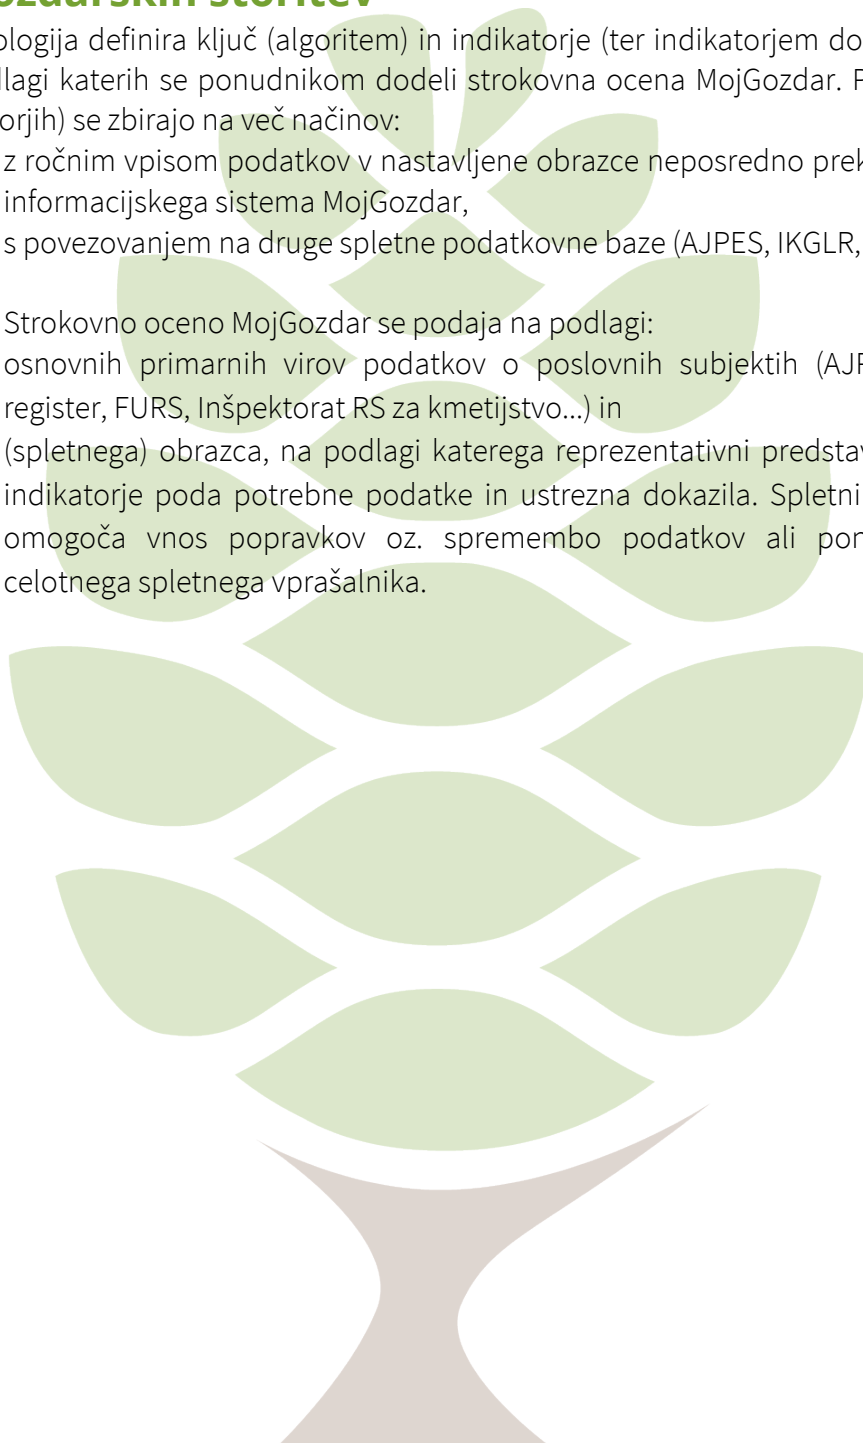 ozdarskih storitev
ologija definira ključ (algoritem) in indikatorje (ter indikatorjem do
dlagi katerih se ponudnikom dodeli strokovna ocena MojGozdar. P
orjih) se zbirajo na več načinov:
z ročnim vpisom podatkov v nastavljene obrazce neposredno prek
informacijskega sistema MojGozdar,
s povezovanjem na druge spletne podatkovne baze (AJPES, IKGLR,
Strokovno oceno MojGozdar se podaja na podlagi:
osnovnih primarnih virov podatkov o poslovnih subjektih (AJP
register, FURS, Inšpektorat RS za kmetijstvo...) in
(spletnega) obrazca, na podlagi katerega reprezentativni predstav
indikatorje poda potrebne podatke in ustrezna dokazila. Spletni
omogoča vnos popravkov oz. spremembo podatkov ali pon
celotnega spletnega vprašalnika.